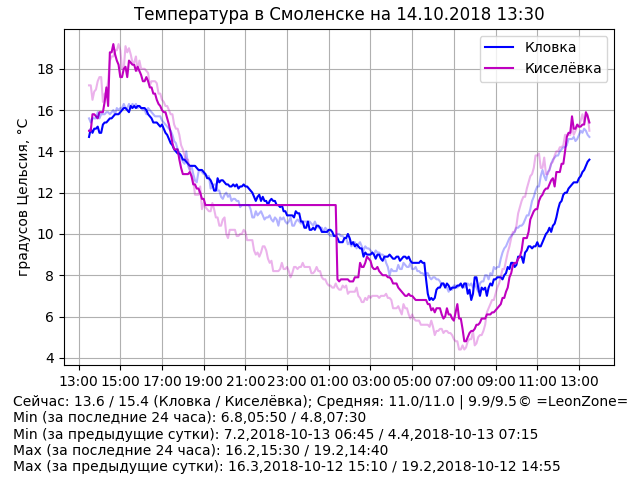 Температура в Смоленске на 14.10.2018 13:30
Кловка
Киселёвка
градусов Цельсия, °C
18
16
14
12
10
8
6
4
13:00 15:00 17:00 19:00 21:00 23:00 01:00 03:00 05:00 07:00 09:00 11:00 13:00
Сейчас: 13.6 / 15.4 (Кловка / Киселёвка); Средняя: 11.0/11.0 | 9.9/9.5© =LeonZone=
Min (за последние 24 часа): 6.8,05:50 / 4.8,07:30
Min (за предыдущие сутки): 7.2,2018-10-13 06:45 / 4.4,2018-10-13 07:15
Max (за последние 24 часа): 16.2,15:30 / 19.2,14:40
Max (за предыдущие сутки): 16.3,2018-10-12 15:10 / 19.2,2018-10-12 14:55